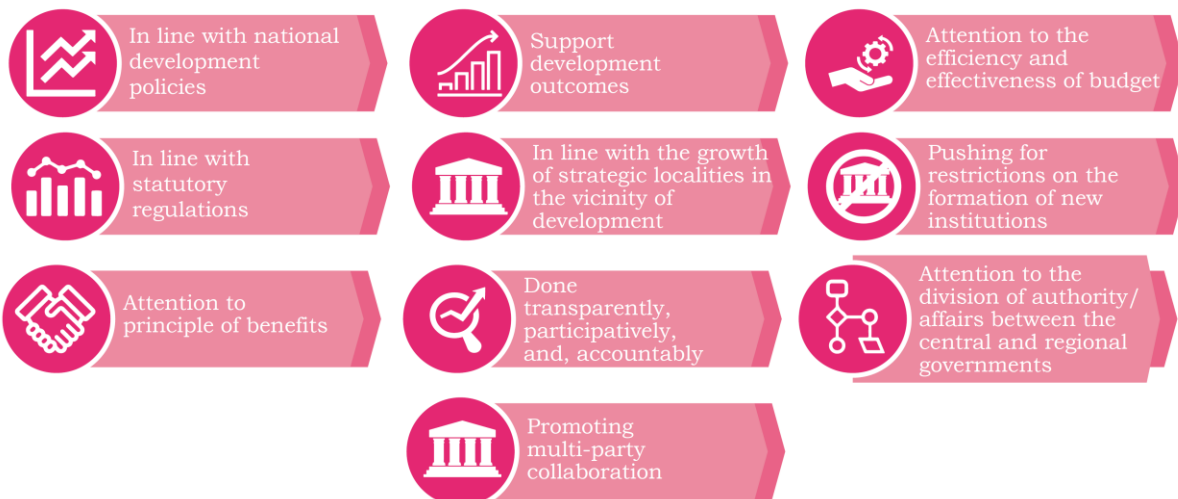 In line with national
development
policies
Support
development
outcomes
Attention to the
efficiency and
effectiveness of budget
In line with
statutory
regulations
In line with the growth
of strategic localities in
the vicinity of
development
Pushing for
restrictions on the
formation of new
institutions
Attention to
principle of benefits
Done
transparently,
participatively,
and, accountably
Attention to the
division of authority/
affairs between the
central and regional
governments
Promoting
multi-party
collaboration